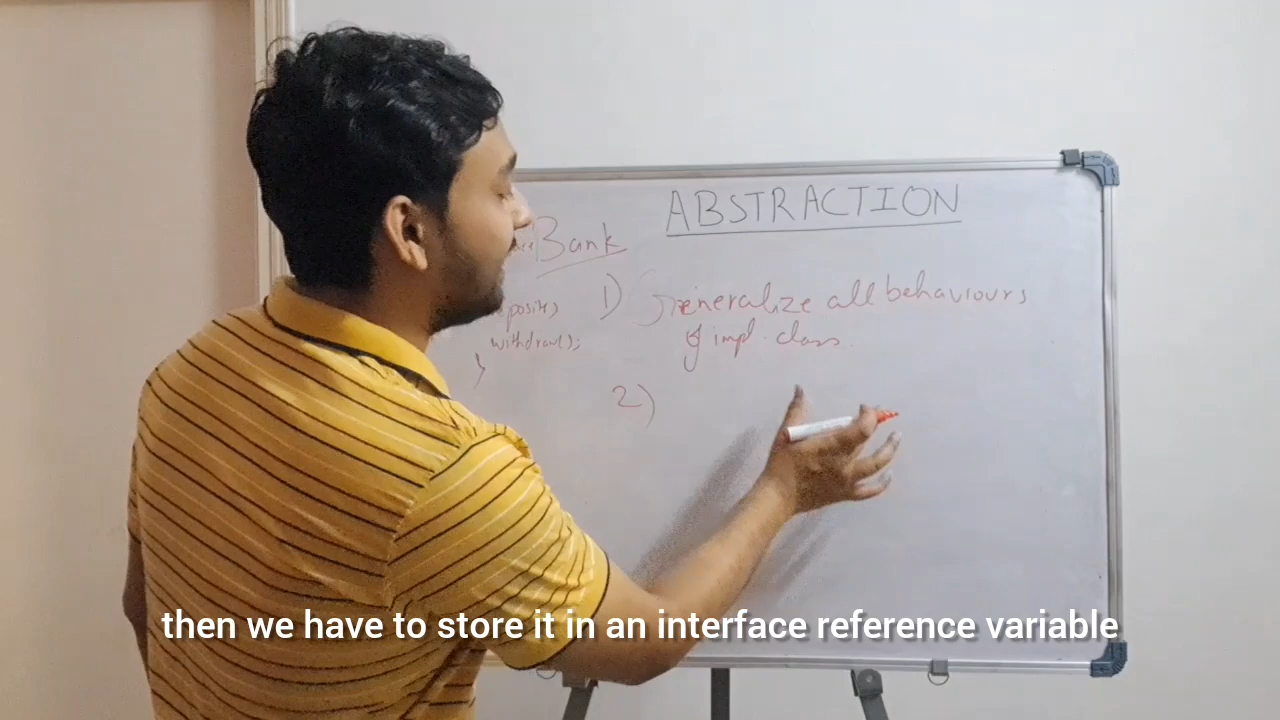 ABSTRACTION
Bank
withdraw();
}
1) generalize all behaviours
of impl. class
2)
then we have to store it in an interface reference variable